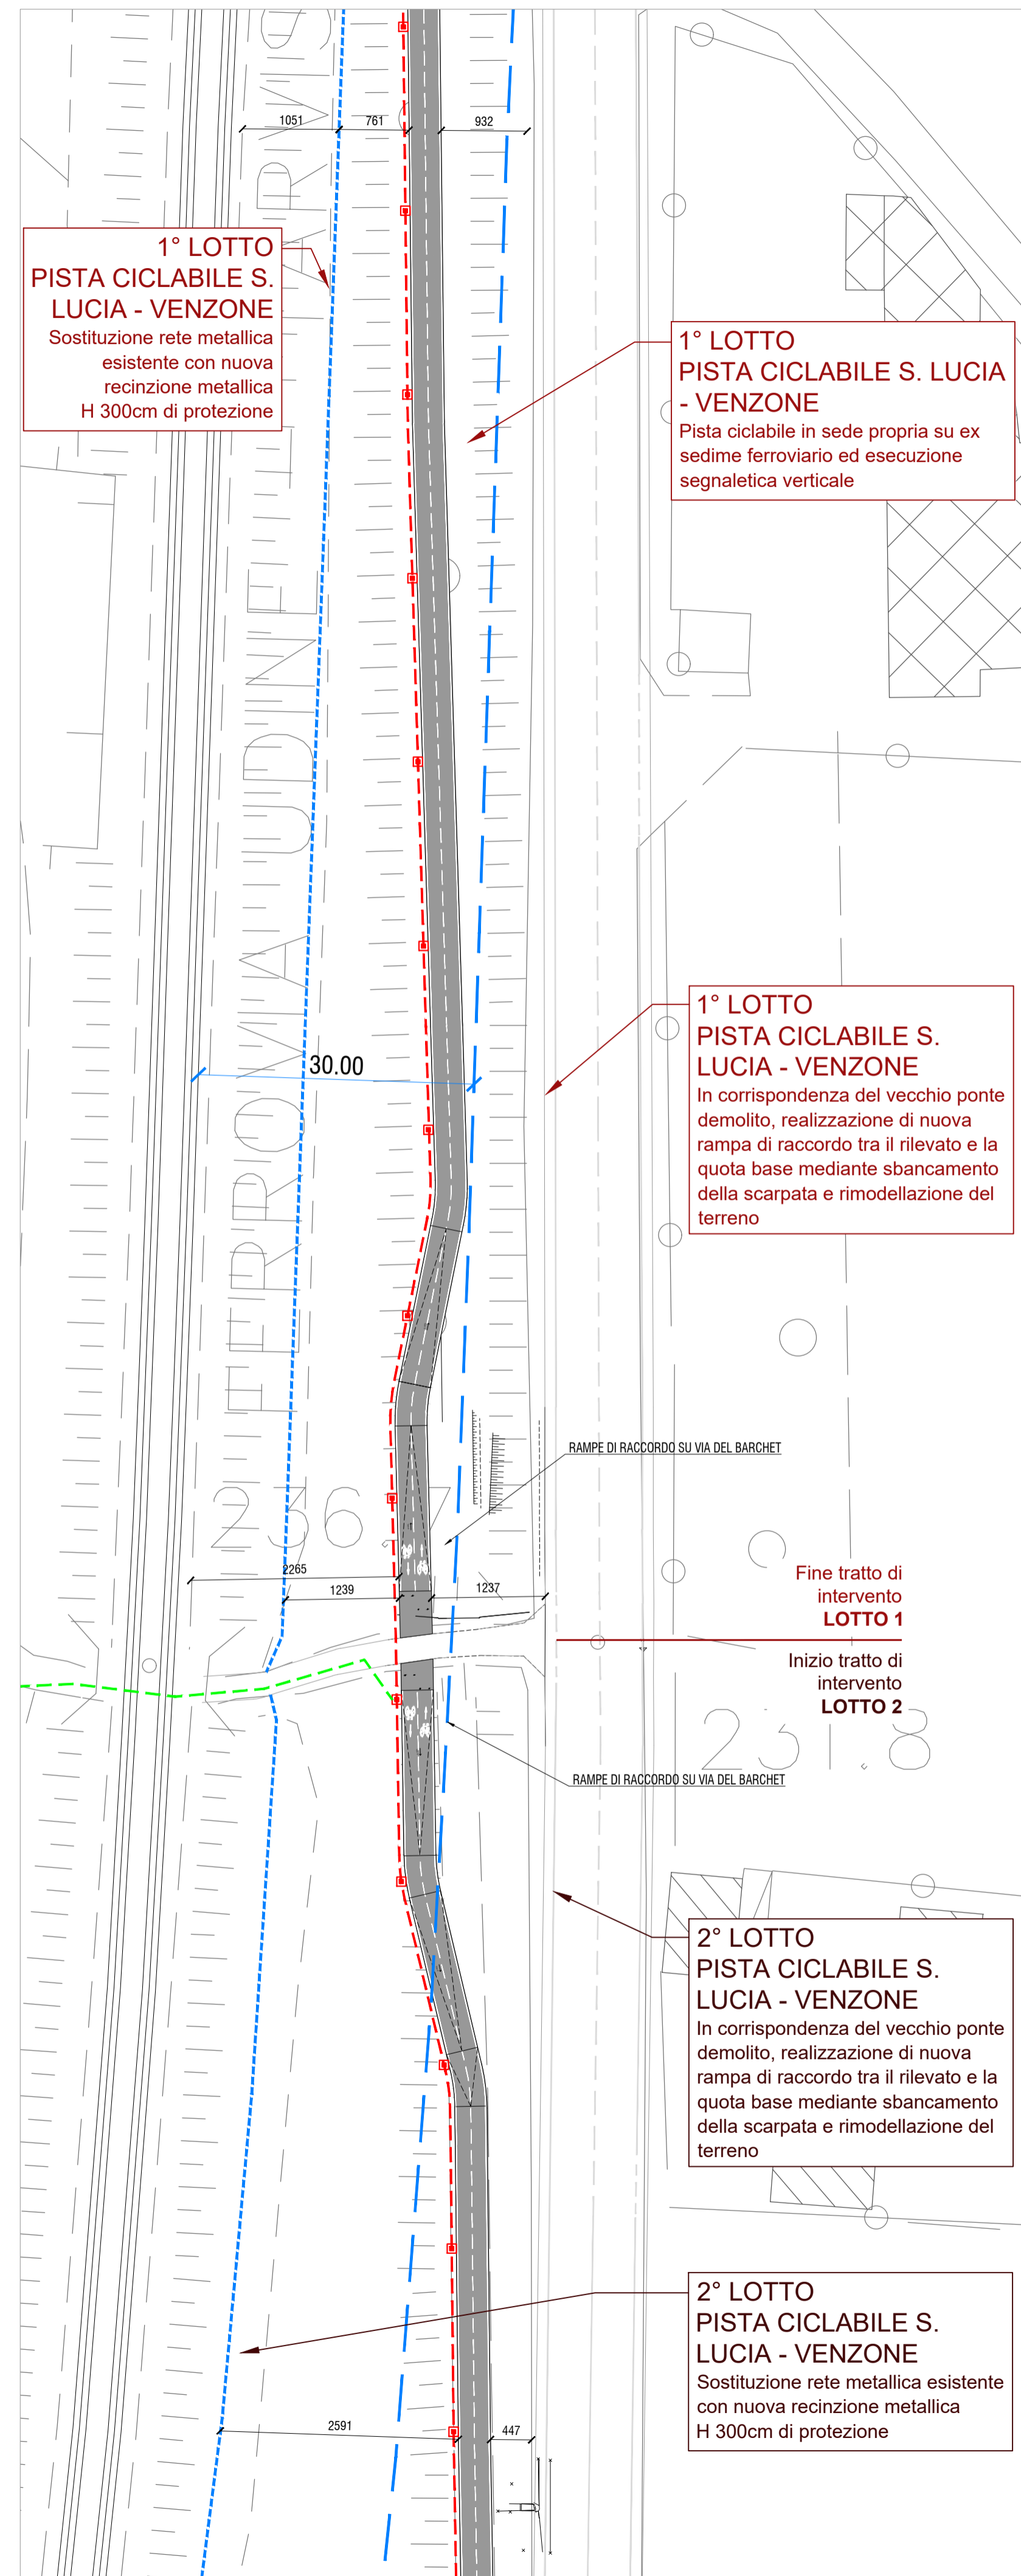 1051
761
932
1° LOTTO
PISTA CICLABILE S.
LUCIA - VENZONE
Sostituzione rete metallica
esistente con nuova
recinzione metallica
H 300cm di protezione
1° LOTTO
PISTA CICLABILE S. LUCIA
- VENZONE
Pista ciclabile in sede propria su ex
sedime ferroviario ed esecuzione
segnaletica verticale
1° LOTTO
PISTA CICLABILE S.
LUCIA - VENZONE
In corrispondenza del vecchio ponte
demolito, realizzazione di nuova
rampa di raccordo tra il rilevato e la
quota base mediante sbancamento
della scarpata e rimodellazione del
terreno
30.00
FERROVIA UDINE TARVISIO
RAMPE DI RACCORDO SU VIA DEL BARCHET
236.7
2265
1239
1237
Fine tratto di
intervento
LOTTO 1
Inizio tratto di
intervento
LOTTO 2
231.8
RAMPE DI RACCORDO SU VIA DEL BARCHET
2° LOTTO
PISTA CICLABILE S.
LUCIA - VENZONE
In corrispondenza del vecchio ponte
demolito, realizzazione di nuova
rampa di raccordo tra il rilevato e la
quota base mediante sbancamento
della scarpata e rimodellazione del
terreno
2° LOTTO
PISTA CICLABILE S.
LUCIA - VENZONE
Sostituzione rete metallica esistente
con nuova recinzione metallica
H 300cm di protezione
2591
447